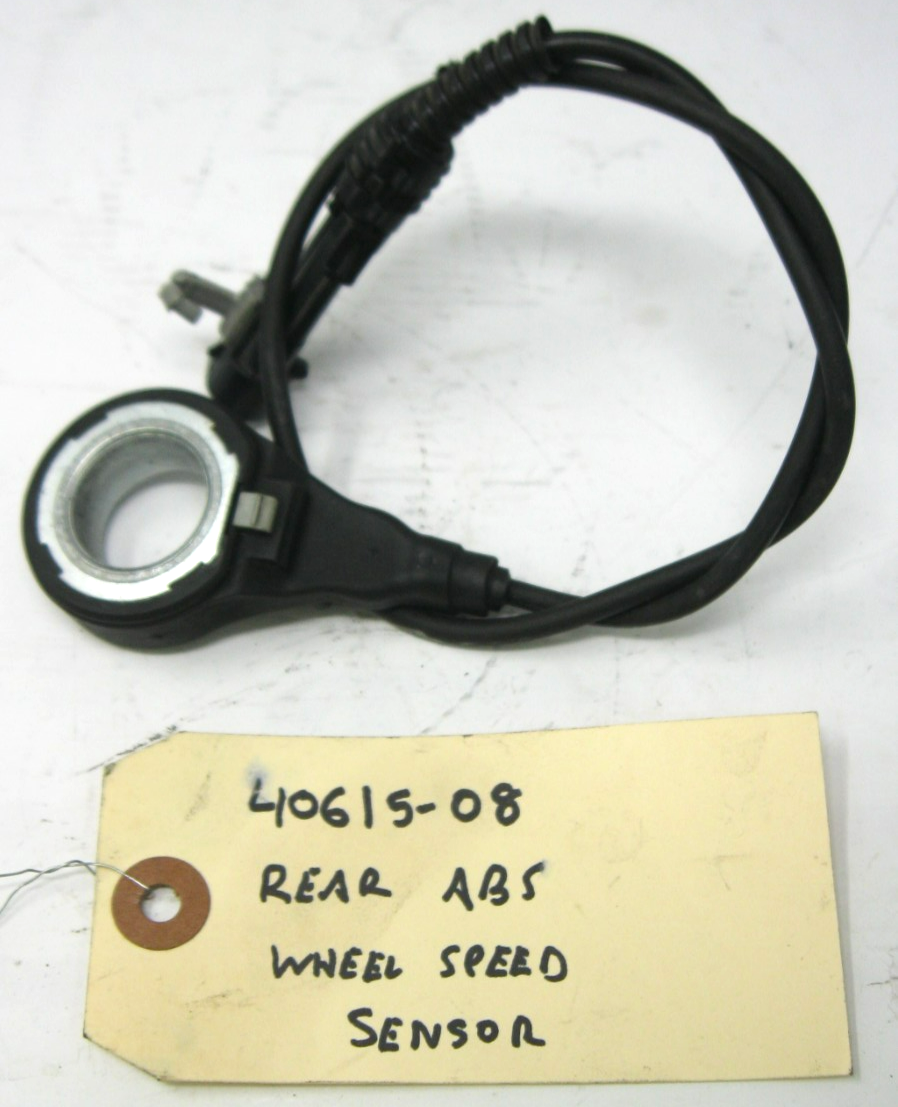 40615-08
REAR ABS
WHEEL SPEED
SENSOR